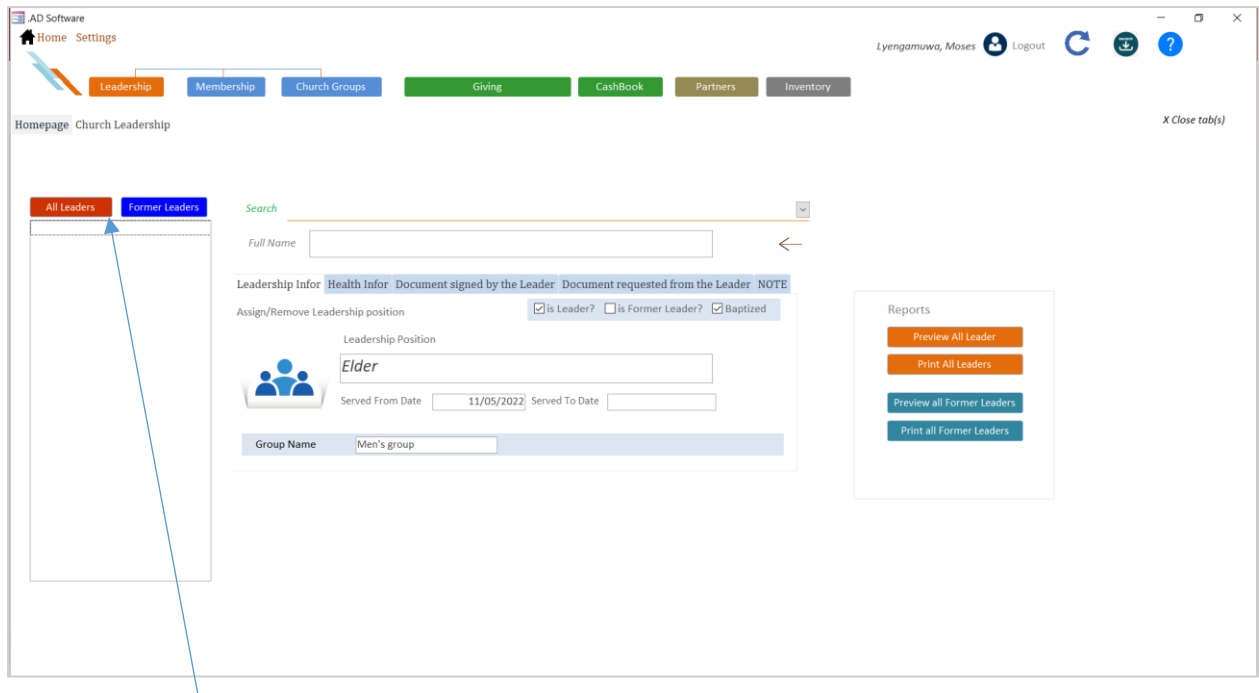 .AD Software
Home Settings
Lyengamuwa, Moses Logout ?
Leadership Membership Church Groups Giving CashBook Partners Inventory
Homepage Church Leadership
X Close tab(s)
All Leaders Former Leaders
Search
Full Name
Leadership Infor Health Infor Document signed by the Leader Document requested from the Leader NOTE
Assign/Remove Leadership position
is Leader? is Former Leader? Baptized
Leadership Position
Elder
Served From Date 11/05/2022 Served To Date
Group Name Men's group
Reports
Preview All Leader
Print All Leaders
Preview all Former Leaders
Print all Former Leaders